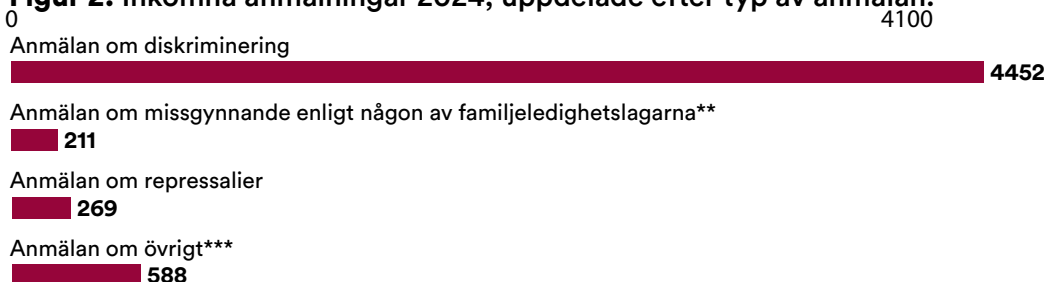 Figur 2. Inkomna anmälningar 2024, uppdelade efter typ av anmälan.
0 4100
Anmälan om diskriminering
4452
Anmälan om missgynnande enligt någon av familjeledighetslagarna**
211
Anmälan om repressalier
269
Anmälan om övrigt***
588